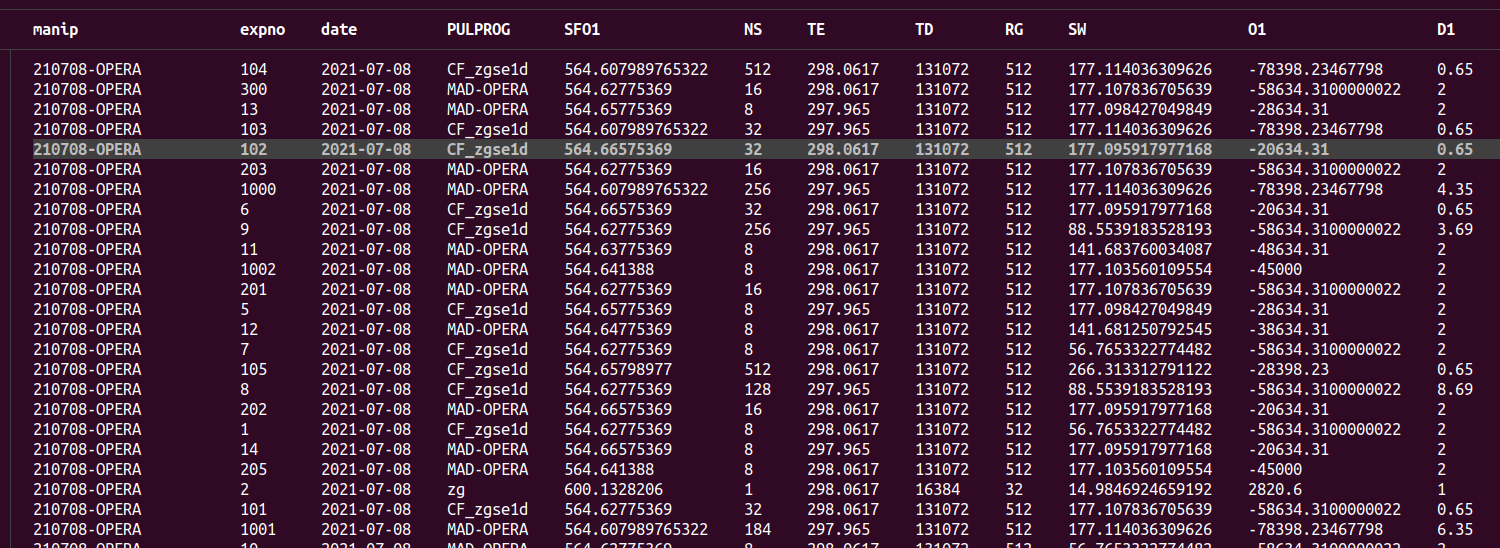 manip expno date PULPROG SFO1 NS TE TD RG SW O1 D1
210708-OPERA 104 2021-07-08 CF_zgse1d 564.607989765322 512 298.0617 131072 512 177.114036309626 -78398.23467798 0.65
210708-OPERA 300 2021-07-08 MAD-OPERA 564.62775369 16 298.0617 131072 512 177.107836705639 -58634.3100000022 2
210708-OPERA 13 2021-07-08 MAD-OPERA 564.65775369 8 297.965 131072 512 177.098427049849 -28634.31 2
210708-OPERA 103 2021-07-08 CF_zgse1d 564.607989765322 32 297.965 131072 512 177.114036309626 -78398.23467798 0.65
210708-OPERA 102 2021-07-08 CF_zgse1d 564.66575369 32 298.0617 131072 512 177.095917977168 -20634.31 0.65
210708-OPERA 203 2021-07-08 MAD-OPERA 564.62775369 16 298.0617 131072 512 177.107836705639 -58634.3100000022 2
210708-OPERA 1000 2021-07-08 MAD-OPERA 564.607989765322 256 297.965 131072 512 177.114036309626 -78398.23467798 4.35
210708-OPERA 6 2021-07-08 CF_zgse1d 564.66575369 32 298.0617 131072 512 177.095917977168 -20634.31 0.65
210708-OPERA 9 2021-07-08 CF_zgse1d 564.62775369 256 297.965 131072 512 88.5539183528193 -58634.3100000022 3.69
210708-OPERA 11 2021-07-08 MAD-OPERA 564.63775369 8 298.0617 131072 512 141.683760034087 -48634.31 2
210708-OPERA 1002 2021-07-08 MAD-OPERA 564.641388 8 298.0617 131072 512 177.103560109554 -45000 2
210708-OPERA 201 2021-07-08 MAD-OPERA 564.62775369 16 298.0617 131072 512 177.107836705639 -58634.3100000022 2
210708-OPERA 5 2021-07-08 CF_zgse1d 564.65775369 8 297.965 131072 512 177.098427049849 -28634.31 2
210708-OPERA 12 2021-07-08 MAD-OPERA 564.64775369 8 298.0617 131072 512 141.681250792545 -38634.31 2
210708-OPERA 7 2021-07-08 CF_zgse1d 564.62775369 8 298.0617 131072 512 56.7653322774482 -58634.3100000022 2
210708-OPERA 105 2021-07-08 CF_zgse1d 564.65798977 512 298.0617 131072 512 266.313312791122 -28398.23 0.65
210708-OPERA 8 2021-07-08 CF_zgse1d 564.62775369 128 297.965 131072 512 88.5539183528193 -58634.3100000022 8.69
210708-OPERA 202 2021-07-08 MAD-OPERA 564.66575369 16 298.0617 131072 512 177.095917977168 -20634.31 2
210708-OPERA 1 2021-07-08 CF_zgse1d 564.62775369 8 298.0617 131072 512 56.7653322774482 -58634.3100000022 2
210708-OPERA 14 2021-07-08 MAD-OPERA 564.66575369 8 297.965 131072 512 177.095917977168 -20634.31 2
210708-OPERA 205 2021-07-08 MAD-OPERA 564.641388 8 298.0617 131072 512 177.103560109554 -45000 2
210708-OPERA 2 2021-07-08 zg 600.1328206 1 298.0617 16384 32 14.9846924659192 2820.6 1
210708-OPERA 101 2021-07-08 CF_zgse1d 564.62775369 32 298.0617 131072 512 177.107836705639 -58634.3100000022 0.65
210708-OPERA 1001 2021-07-08 MAD-OPERA 564.607989765322 184 297.965 131072 512 177.114036309626 -78398.23467798 6.35